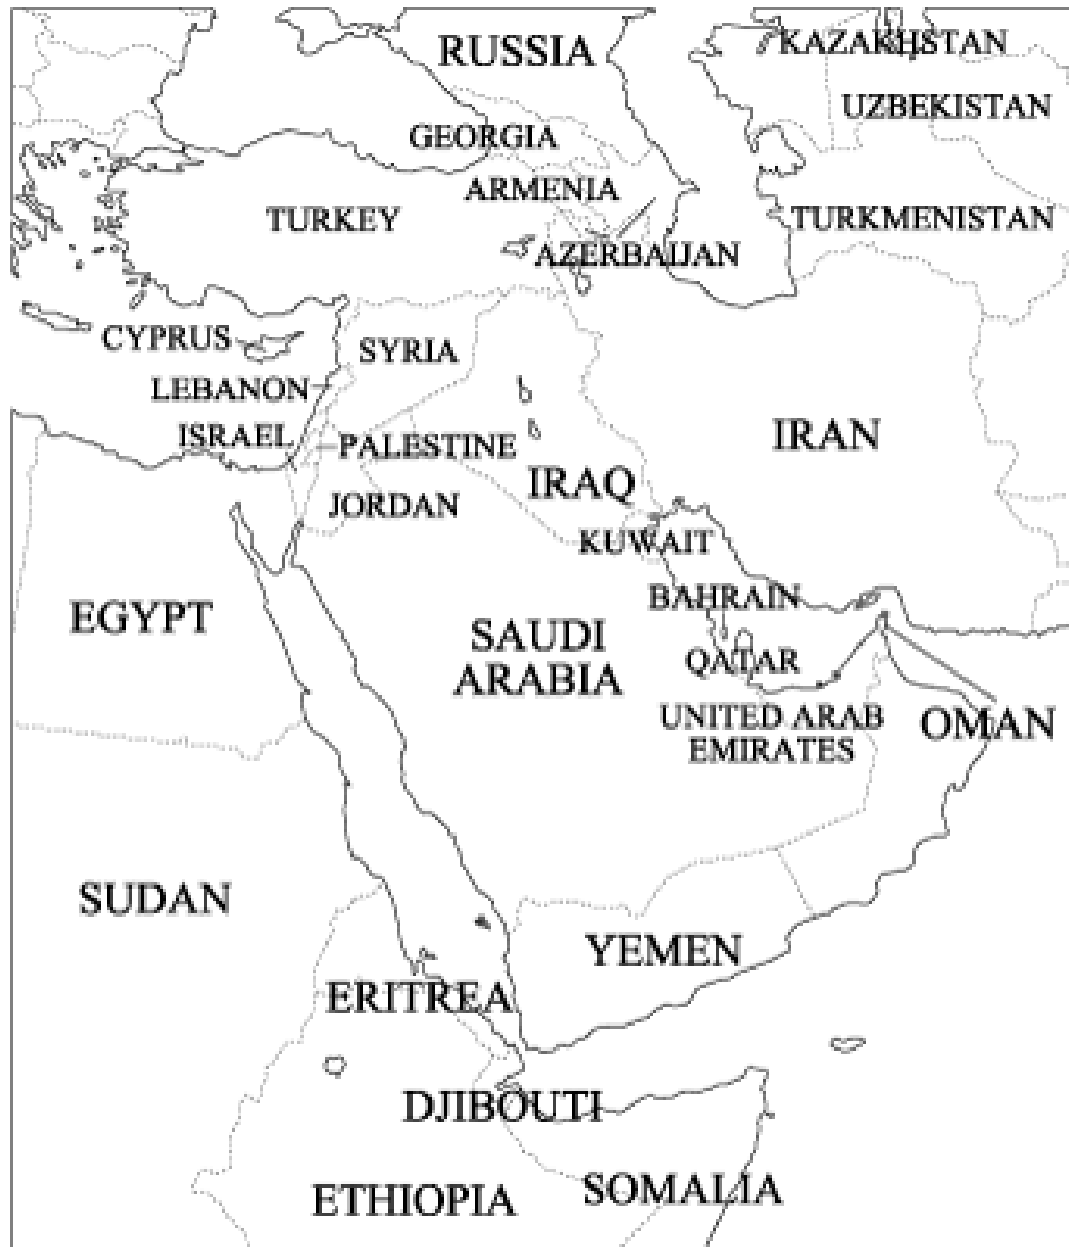 RUSSIA
KAZAKHSTAN
UZBEKISTAN
GEORGIA
ARMENIA
TURKEY
TURKMENISTAN
AZERBAIJAN
CYPRUS
SYRIA
LEBANON
ISRAEL
PALESTINE
IRAN
IRAQ
JORDAN
KUWAIT
BAHRAIN
EGYPT
SAUDI
ARABIA
QATAR
UNITED ARAB
EMIRATES
OMAN
SUDAN
YEMEN
ERITREA
DJIBOUTI
SOMALIA
ETHIOPIA